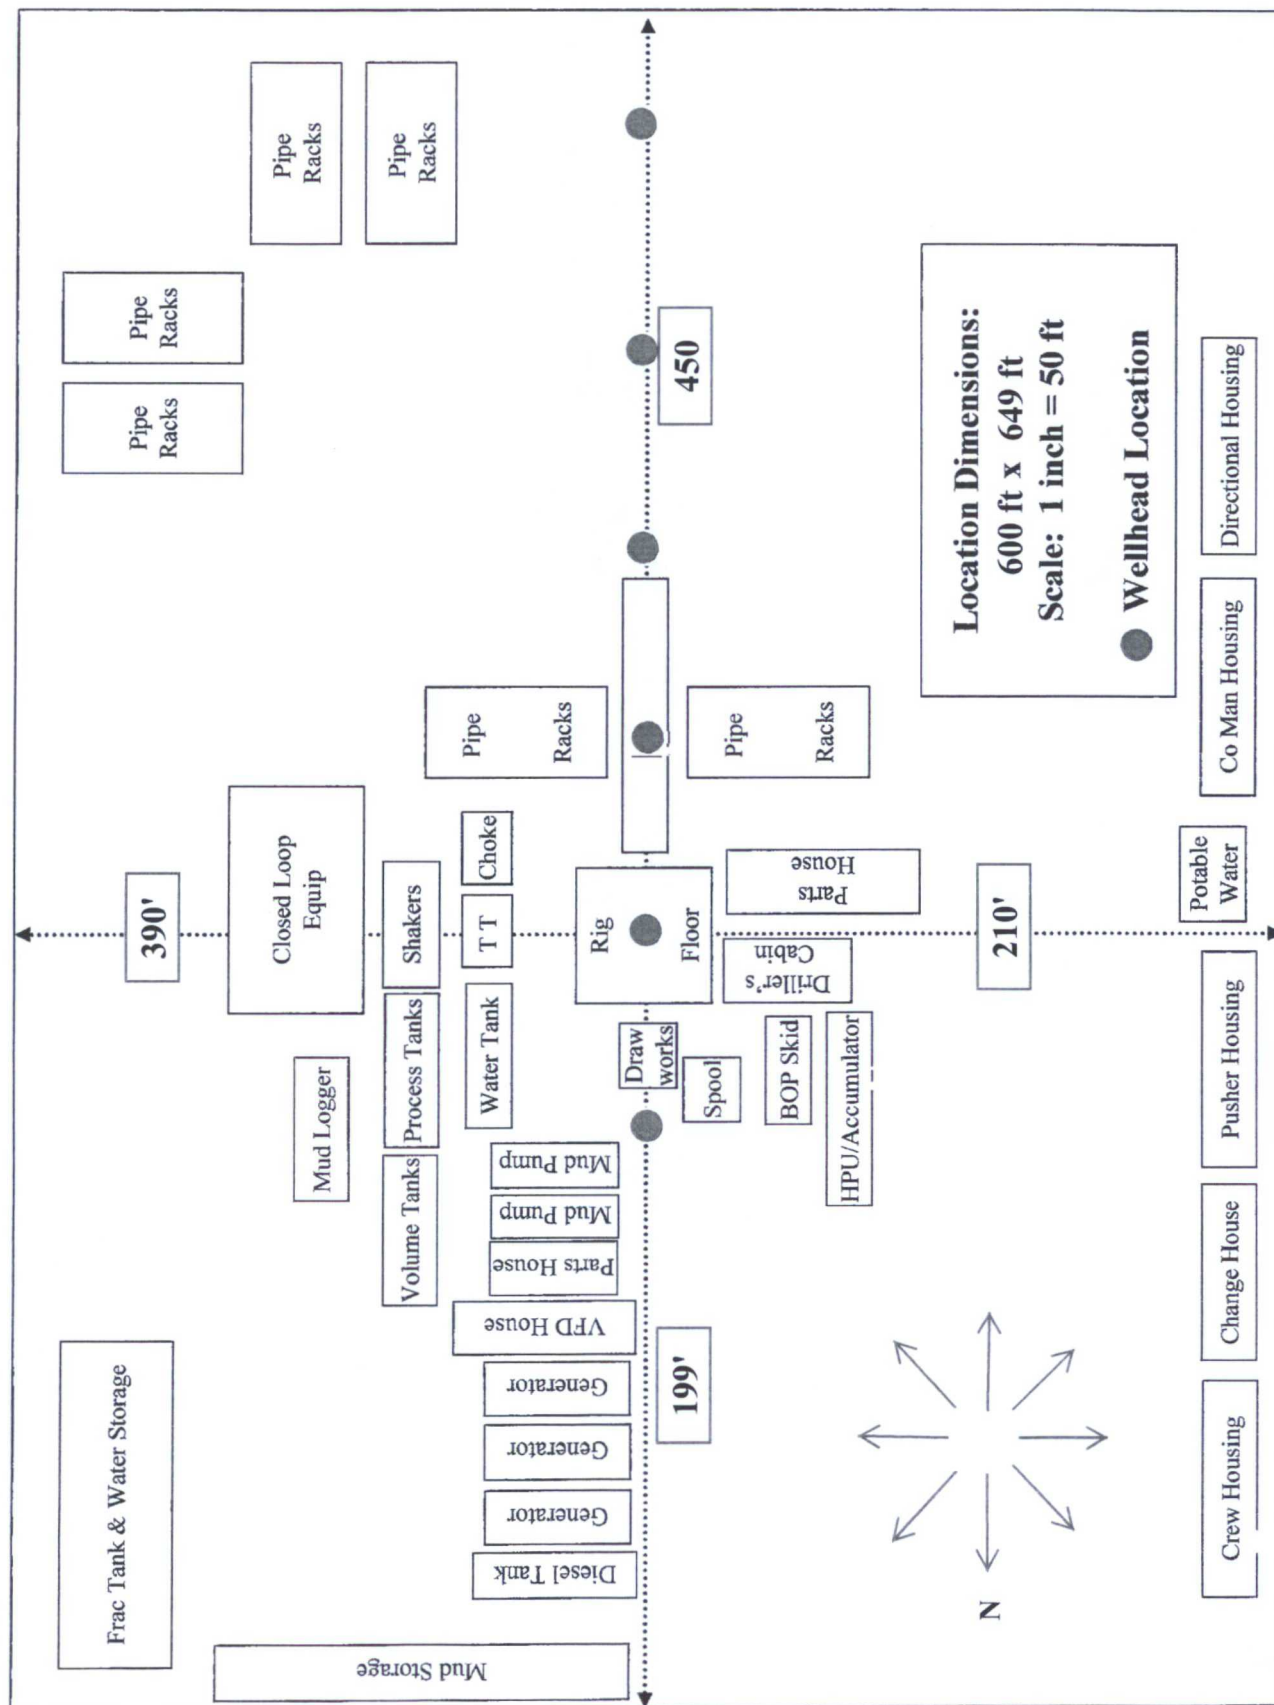 Frac Tank & Water Storage
Mud Storage
Diesel Tank
Generator
Generator
Generator
VFD House
Parts House
Mud Pump
Mud Pump
Volume Tanks
Process Tanks
Shakers
Mud Logger
Closed Loop
Equip
390'
Water Tank
T T
Choke
Pipe
Racks
Pipe
Racks
Pipe
Racks
Pipe
Racks
Pipe
Racks
Rig
Floor
Draw
works
Spool
BOP Skid
HPU/Accumulator
Driller's
Cabin
Parts
House
Pipe
Racks
199'
450
210'
N
Location Dimensions:
600 ft x 649 ft
Scale: 1 inch = 50 ft
Wellhead Location
Crew Housing
Change House
Pusher Housing
Potable
Water
Co Man Housing
Directional Housing